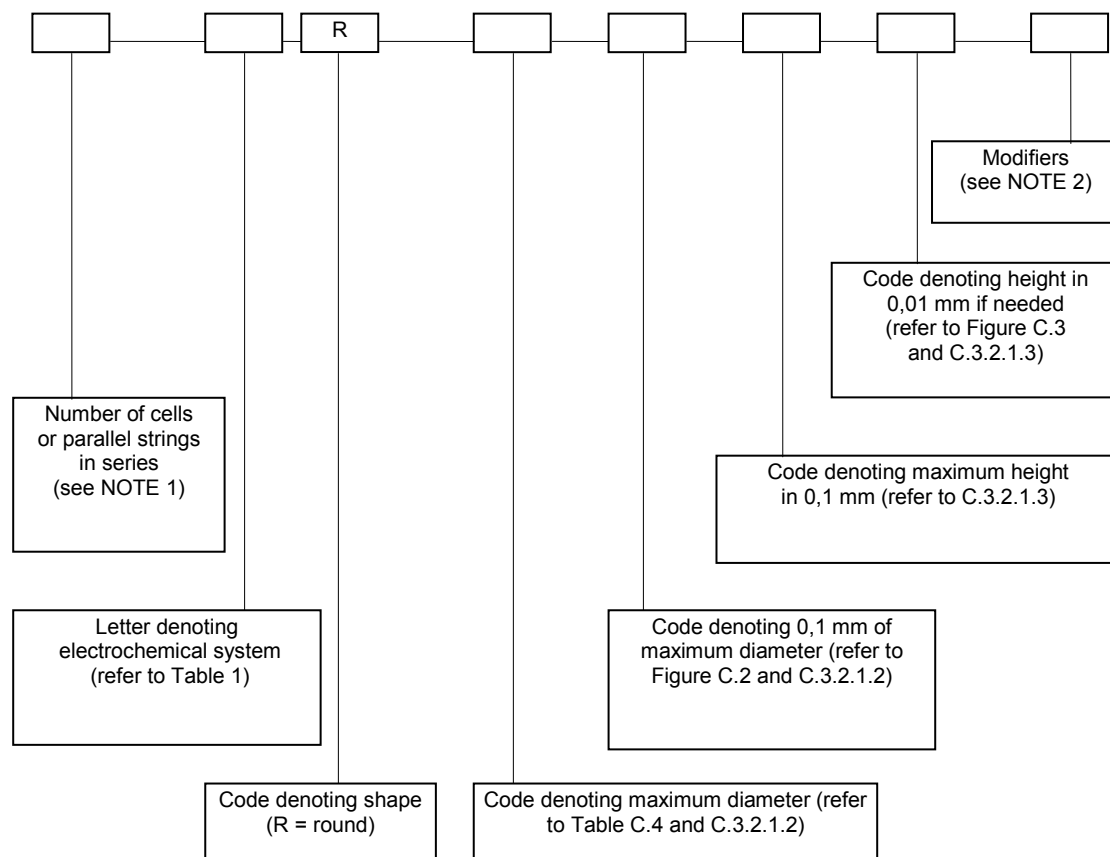 R
Modifiers
(see NOTE 2)
Code denoting height in
0,01 mm if needed
(refer to Figure C.3
and C.3.2.1.3)
Number of cells
or parallel strings
in series
(see NOTE 1)
Code denoting maximum height
in 0,1 mm (refer to C.3.2.1.3)
Letter denoting
electrochemical system
(refer to Table 1)
Code denoting 0,1 mm of
maximum diameter (refer to
Figure C.2 and C.3.2.1.2)
Code denoting shape
(R = round)
Code denoting maximum diameter (refer
to Table C.4 and C.3.2.1.2)